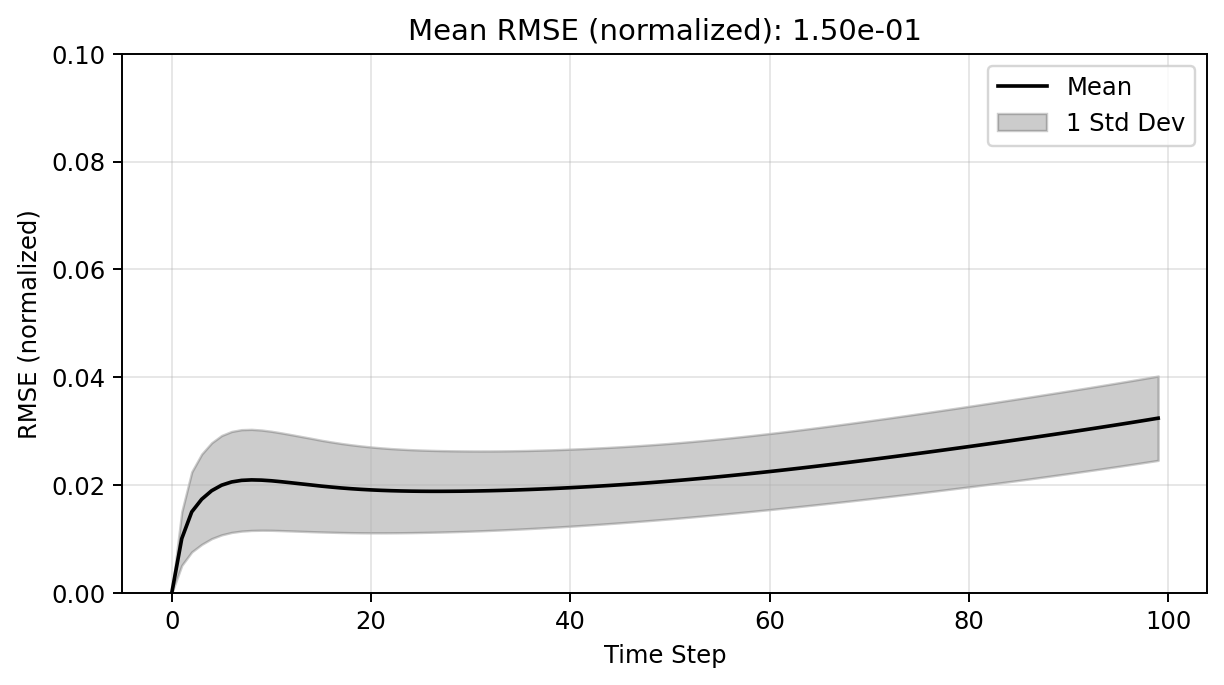 Mean RMSE (normalized): 1.50e-01
0.10
0.08
0.06
0.04
0.02
0.00
RMSE (normalized)
Mean
1 Std Dev
0
20
40
60
80
100
Time Step